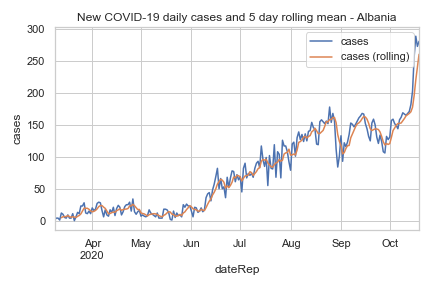 New COVID-19 daily cases and 5 day rolling mean - Albania
cases
cases (rolling)
300
250
200
150
100
50
0
cases
Apr
2020
May
Jun
Jul
Aug
Sep
Oct
dateRep